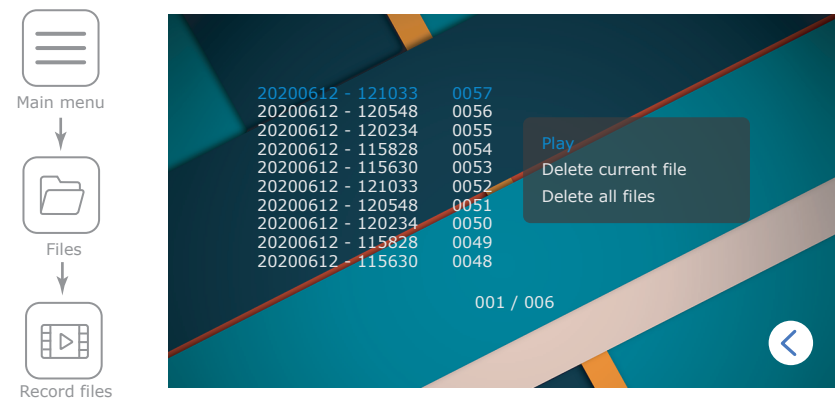 Main menu
Files
Record files
20200612 - 121033 0057
20200612 - 120548 0056
20200612 - 120234 0055
20200612 - 115828 0054
20200612 - 115630 0053
20200612 - 121033 0052
20200612 - 120548 0051
20200612 - 120234 0050
20200612 - 115828 0049
20200612 - 115630 0048
Play
Delete current file
Delete all files
001 / 006